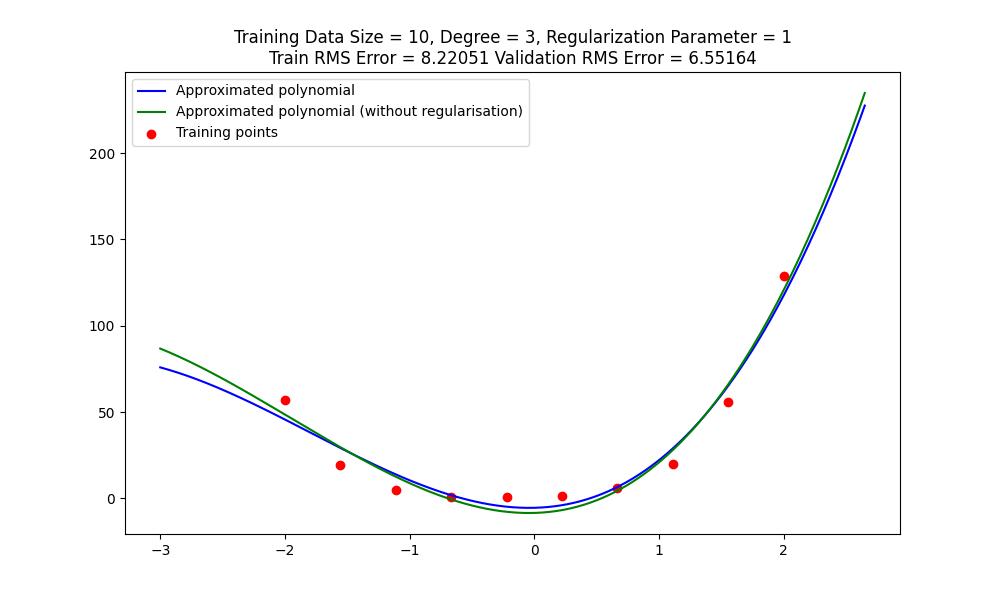 Training Data Size = 10, Degree = 3, Regularization Parameter = 1
Train RMS Error = 8.22051 Validation RMS Error = 6.55164
Approximated polynomial
Approximated polynomial (without regularisation)
Training points
200
150
100
50
0
−3
−2
−1
0
1
2